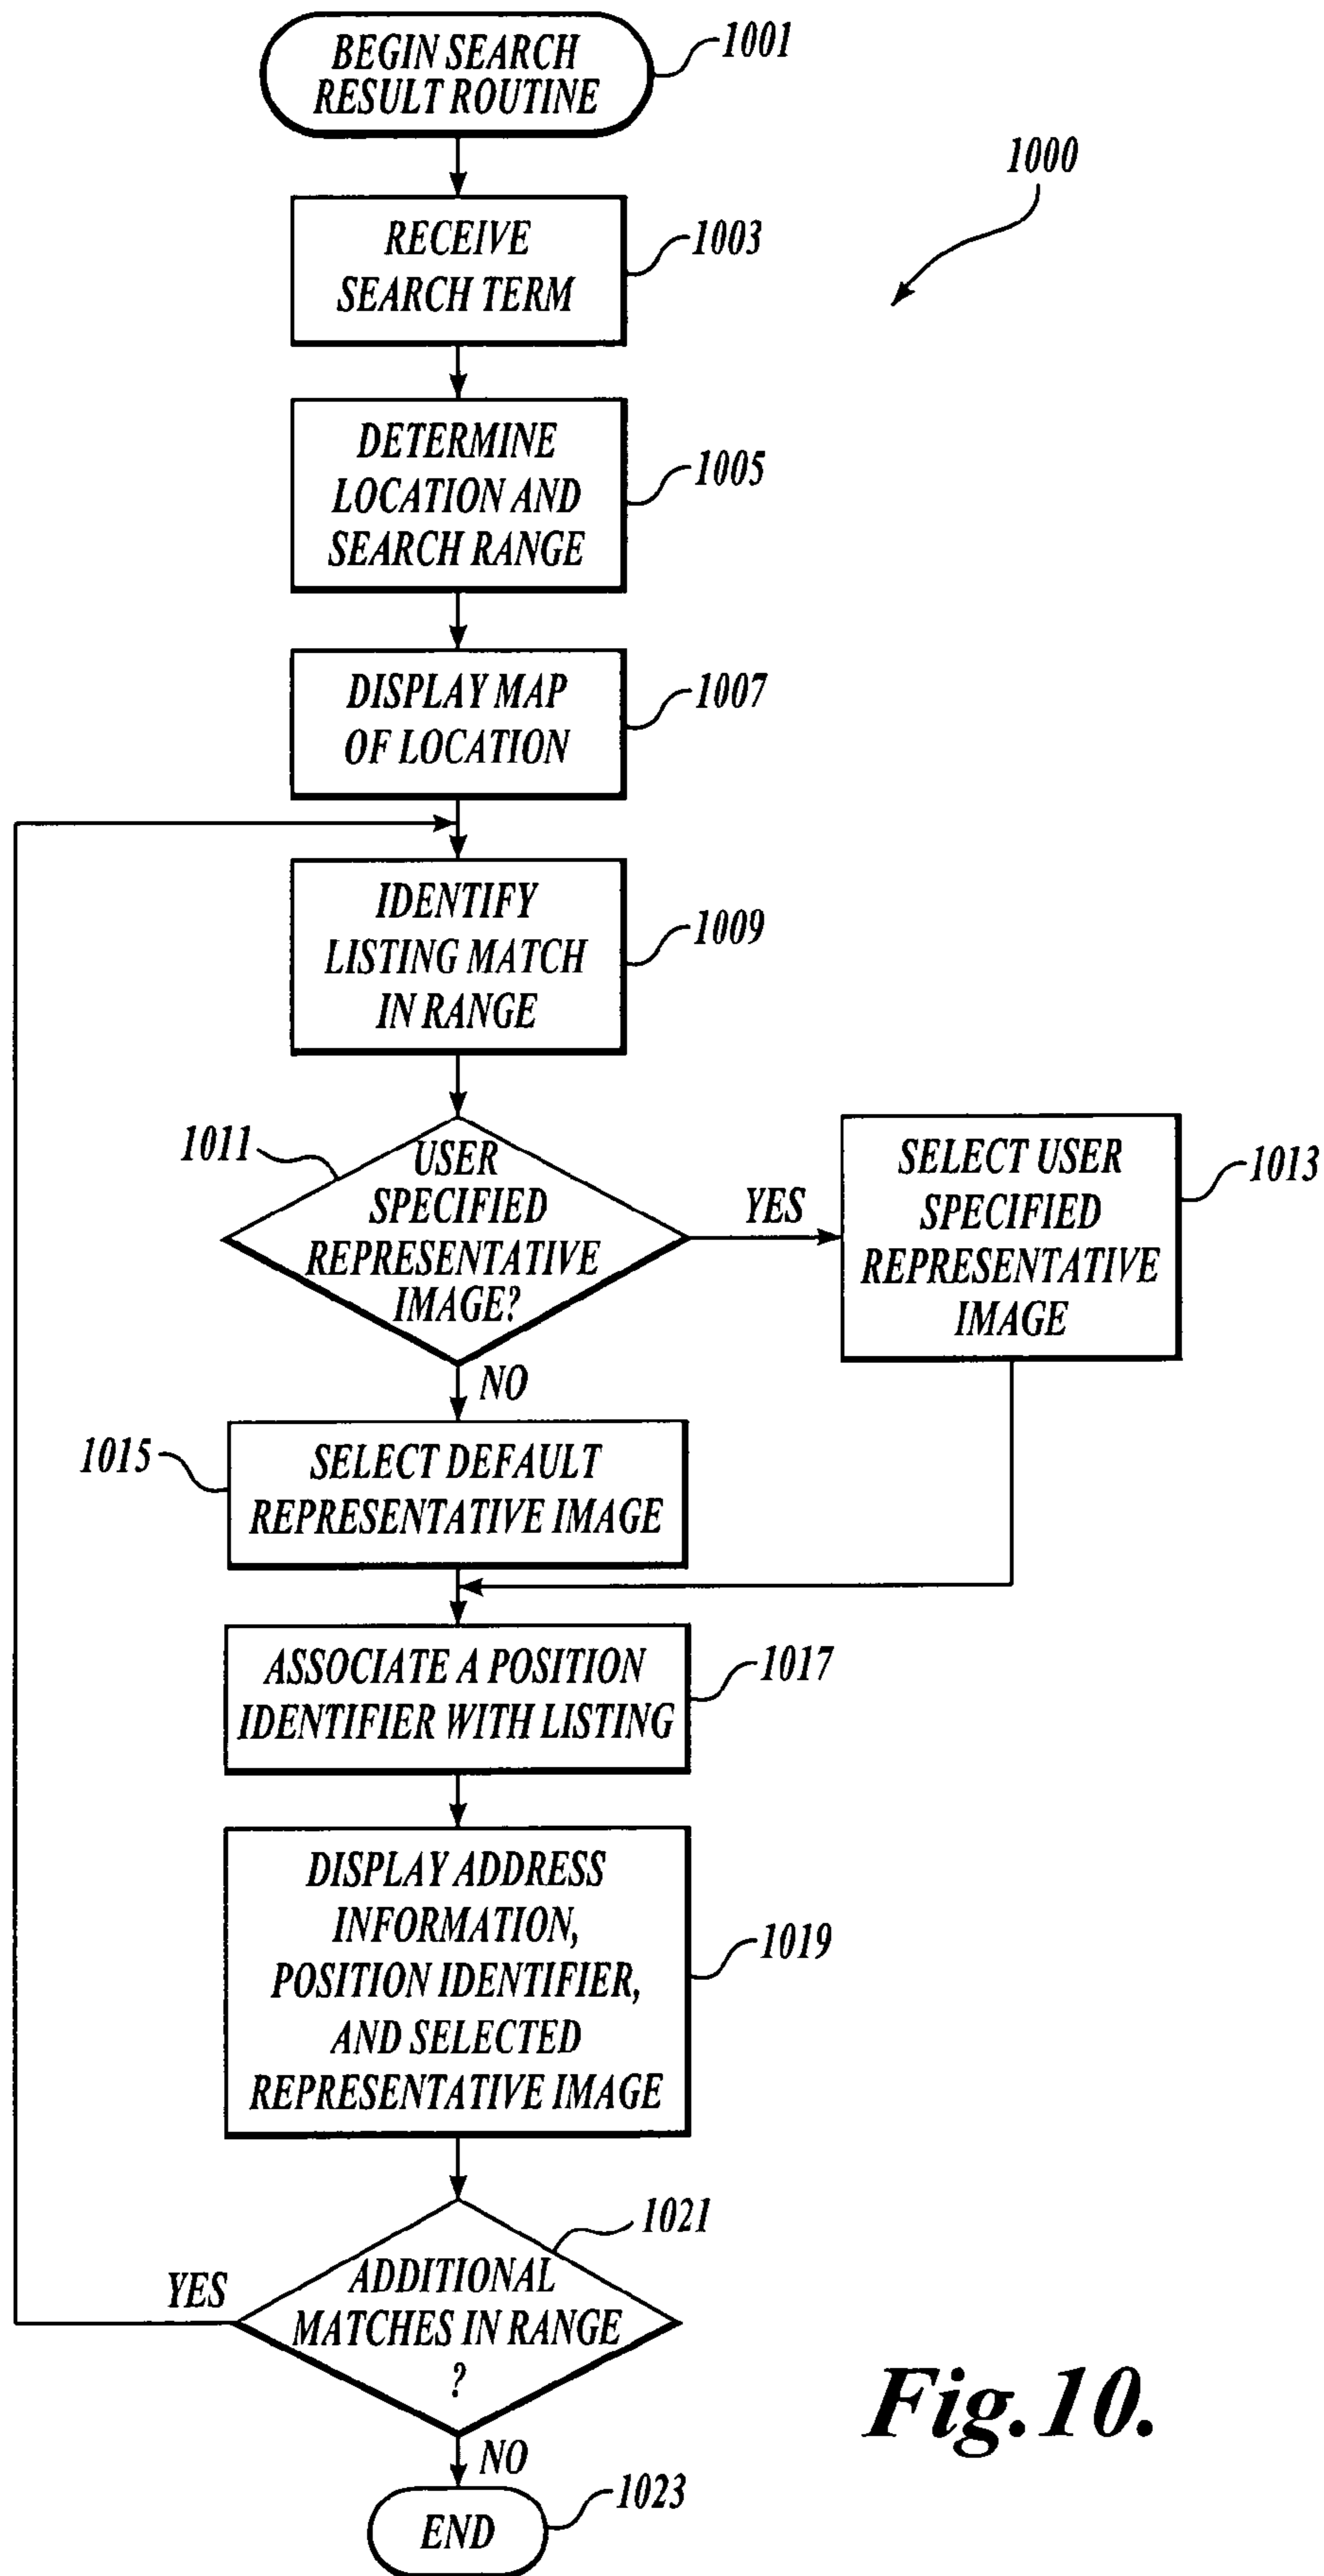 BEGIN SEARCH
RESULT ROUTINE
1001
1000
RECEIVE
SEARCH TERM
1003
DETERMINE
LOCATION AND
SEARCH RANGE
1005
DISPLAY MAP
OF LOCATION
1007
IDENTIFY
LISTING MATCH
IN RANGE
1009
1011
USER
SPECIFIED
REPRESENTATIVE
IMAGE?
YES
SELECT USER
SPECIFIED
REPRESENTATIVE
IMAGE
1013
NO
1015
SELECT DEFAULT
REPRESENTATIVE IMAGE
ASSOCIATE A POSITION
IDENTIFIER WITH LISTING
1017
DISPLAY ADDRESS
INFORMATION,
POSITION IDENTIFIER,
AND SELECTED
REPRESENTATIVE IMAGE
1019
1021
YES
ADDITIONAL
MATCHES IN RANGE
?
NO
END
1023
Fig.10.